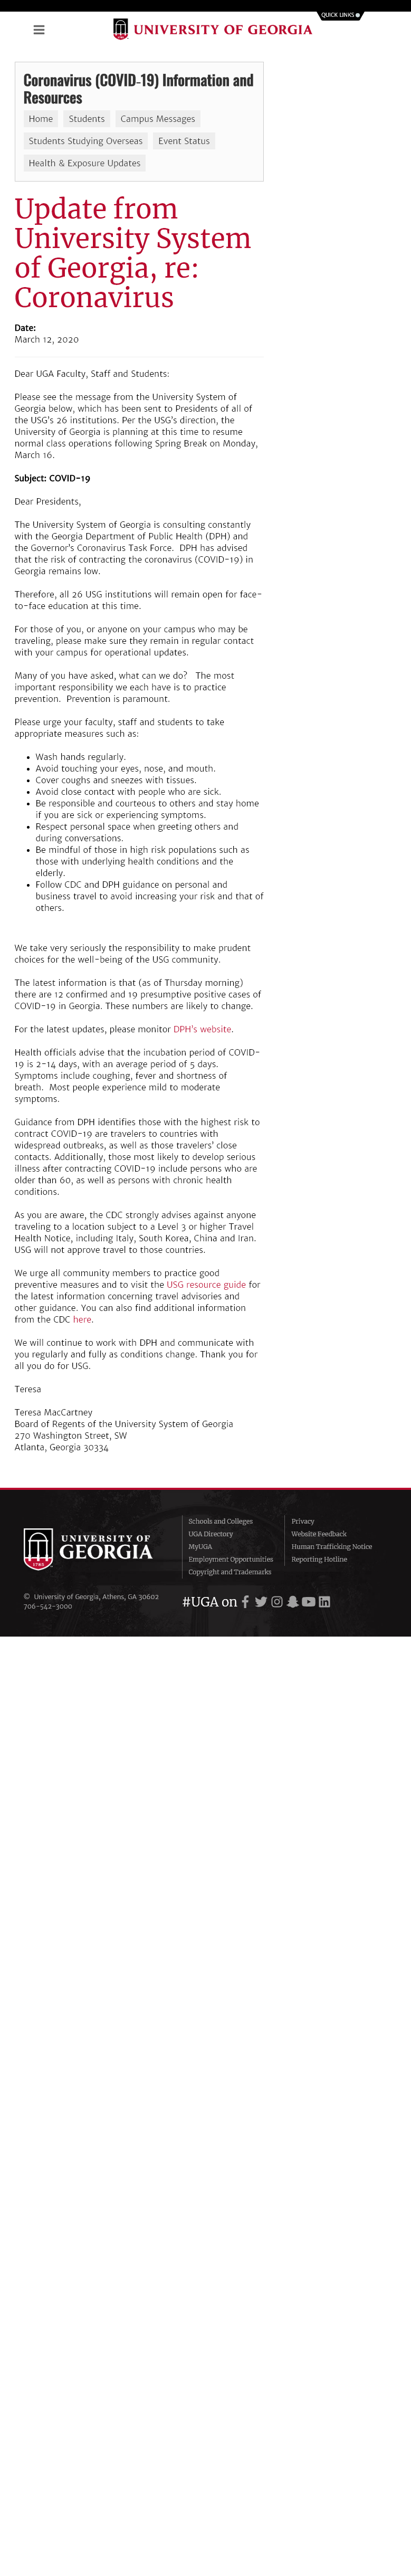 QUICK LINKS
UNIVERSITY OF GEORGIA
Coronavirus (COVID-19) Information and
Resources
Home Students Campus Messages
Students Studying Overseas Event Status
Health & Exposure Updates
Update from
University System
of Georgia, re:
Coronavirus
Date:
March 12, 2020
Dear UGA Faculty, Staff and Students:
Please see the message from the University System of
Georgia below, which has been sent to Presidents of all of
the USG's 26 institutions. Per the USG's direction, the
University of Georgia is planning at this time to resume
normal class operations following Spring Break on Monday,
March 16.
Subject: COVID-19
Dear Presidents,
The University System of Georgia is consulting constantly
with the Georgia Department of Public Health (DPH) and
the Governor's Coronavirus Task Force. DPH has advised
that the risk of contracting the coronavirus (COVID-19) in
Georgia remains low.
Therefore, all 26 USG institutions will remain open for face-
to-face education at this time.
For those of you, or anyone on your campus who may be
traveling, please make sure they remain in regular contact
with your campus for operational updates.
Many of you have asked, what can we do? The most
important responsibility we each have is to practice
prevention. Prevention is paramount.
Please urge your faculty, staff and students to take
appropriate measures such as:
• Wash hands regularly.
• Avoid touching your eyes, nose, and mouth.
• Cover coughs and sneezes with tissues.
• Avoid close contact with people who are sick.
• Be responsible and courteous to others and stay home
if you are sick or experiencing symptoms.
• Respect personal space when greeting others and
during conversations.
• Be mindful of those in high risk populations such as
those with underlying health conditions and the
elderly.
• Follow CDC and DPH guidance on personal and
business travel to avoid increasing your risk and that of
others.
We take very seriously the responsibility to make prudent
choices for the well-being of the USG community.
The latest information is that (as of Thursday morning)
there are 12 confirmed and 19 presumptive positive cases of
COVID-19 in Georgia. These numbers are likely to change.
For the latest updates, please monitor DPH's website.
Health officials advise that the incubation period of COVID-
19 is 2-14 days, with an average period of 5 days.
Symptoms include coughing, fever and shortness of
breath. Most people experience mild to moderate
symptoms.
Guidance from DPH identifies those with the highest risk to
contract COVID-19 are travelers to countries with
widespread outbreaks, as well as those travelers' close
contacts. Additionally, those most likely to develop serious
illness after contracting COVID-19 include persons who are
older than 60, as well as persons with chronic health
conditions.
As you are aware, the CDC strongly advises against anyone
traveling to a location subject to a Level 3 or higher Travel
Health Notice, including Italy, South Korea, China and Iran.
USG will not approve travel to those countries.
We urge all community members to practice good
preventive measures and to visit the USG resource guide for
the latest information concerning travel advisories and
other guidance. You can also find additional information
from the CDC here.
We will continue to work with DPH and communicate with
you regularly and fully as conditions change. Thank you for
all you do for USG.
Teresa
Teresa MacCartney
Board of Regents of the University System of Georgia
270 Washington Street, SW
Atlanta, Georgia 30334
UNIVERSITY OF
GEORGIA
1785
© University of Georgia, Athens, GA 30602
706-542-3000
Schools and Colleges
UGA Directory
MyUGA
Employment Opportunities
Copyright and Trademarks
Privacy
Website Feedback
Human Trafficking Notice
Reporting Hotline
#UGA on